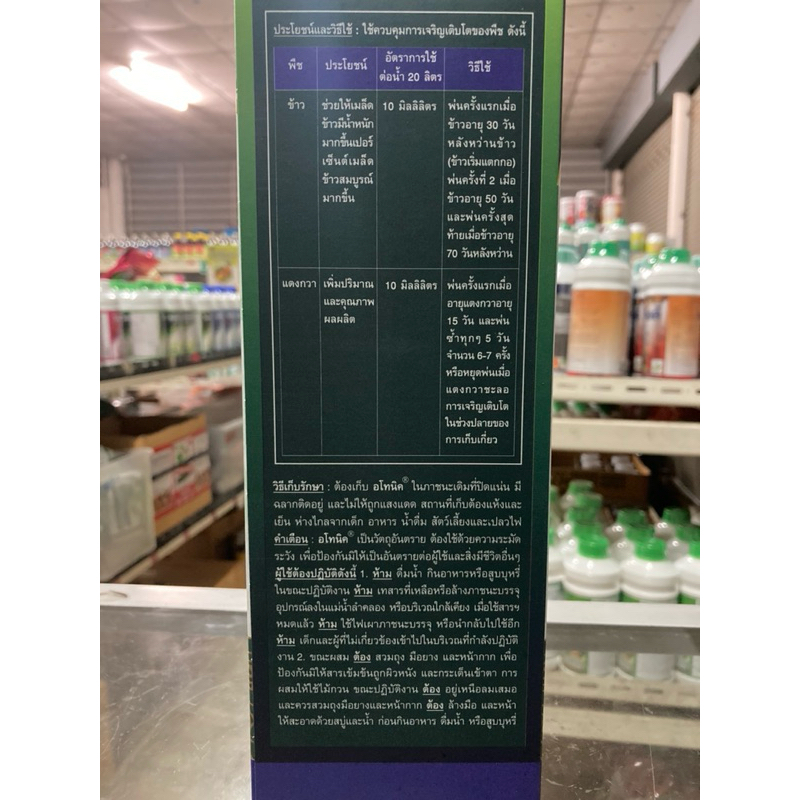 ประโยชน์และวิธีใช้ : ใช้ควบคุมการเจริญเติบโตของพืช ดังนี้
พืช
ประโยชน์
อัตราการใช้
ต่อน้ำ 20 ลิตร
วิธีใช้
ข้าว
ช่วยให้เมล็ด
ข้าวมีน้ำหนัก
มากขึ้นเปอร์
เซ็นต์เมล็ด
ข้าวสมบูรณ์
มากขึ้น
10 มิลลิลิตร
พ่นครั้งแรกเมื่อ
ข้าวอายุ 30 วัน
หลังหว่านข้าว
(ข้าวเริ่มแตกกอ)
พ่นครั้งที่ 2 เมื่อ
ข้าวอายุ 50 วัน
และพ่นครั้งสุด
ท้ายเมื่อข้าวอายุ
70 วันหลังหว่าน
แตงกวา
เพิ่มปริมาณ
และคุณภาพ
ผลผลิต
10 มิลลิลิตร
พ่นครั้งแรกเมื่อ
อายุแตงกวาอายุ
15 วัน และพ่น
ซ้ำทุกๆ 5 วัน
จำนวน 6-7 ครั้ง
หรือหยุดพ่นเมื่อ
แตงกวาชะลอ
การเจริญเติบโต
ในช่วงปลายของ
การเก็บเกี่ยว
วิธีเก็บรักษา : ต้องเก็บ อโทนิค® ในภาชนะเดิมที่ปิดแน่น มี
ฉลากติดอยู่ และไม่ให้ถูกแสงแดด สถานที่เก็บต้องแห้งและ
เย็น ห่างไกลจากเด็ก อาหาร น้ำดื่ม สัตว์เลี้ยงและเปลวไฟ
คำเตือน : อโทนิค® เป็นวัตถุอันตราย ต้องใช้ด้วยความระมัด
ระวัง เพื่อป้องกันมิให้เป็นอันตรายต่อผู้ใช้และสิ่งมีชีวิตอื่นๆ
ผู้ใช้ต้องปฏิบัติดังนี้ 1. ห้าม ดื่มน้ำ กินอาหารหรือสูบบุหรี่
ในขณะปฏิบัติงาน ห้าม เทสารที่เหลือหรือล้างภาชนะบรรจุ
อุปกรณ์ลงในแม่น้ำลำคลอง หรือบริเวณใกล้เคียง เมื่อใช้สารฯ
หมดแล้ว ห้าม ใช้ไฟเผาภาชนะบรรจุ หรือนำกลับไปใช้อีก
ห้าม เด็กและผู้ที่ไม่เกี่ยวข้องเข้าไปในบริเวณที่กำลังปฏิบัติ
งาน 2. ขณะผสม ต้อง สวมถุง มือยาง และหน้ากาก เพื่อ
ป้องกันมิให้สารเข้มข้นถูกผิวหนัง และกระเด็นเข้าตา การ
ผสมให้ใช้ไม้กวน ขณะปฏิบัติงาน ต้อง อยู่เหนือลมเสมอ
และควรสวมถุงมือยางและหน้ากาก ต้อง ล้างมือ และหน้า
ให้สะอาดด้วยสบู่และน้ำ ก่อนกินอาหาร ดื่มน้ำ หรือสูบบุหรี่